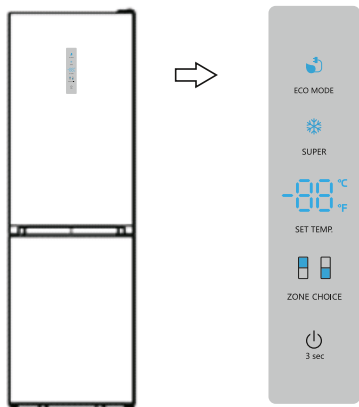 ECO MODE
SUPER
-88 °C
°F
SET TEMP.
ZONE CHOICE
3 sec